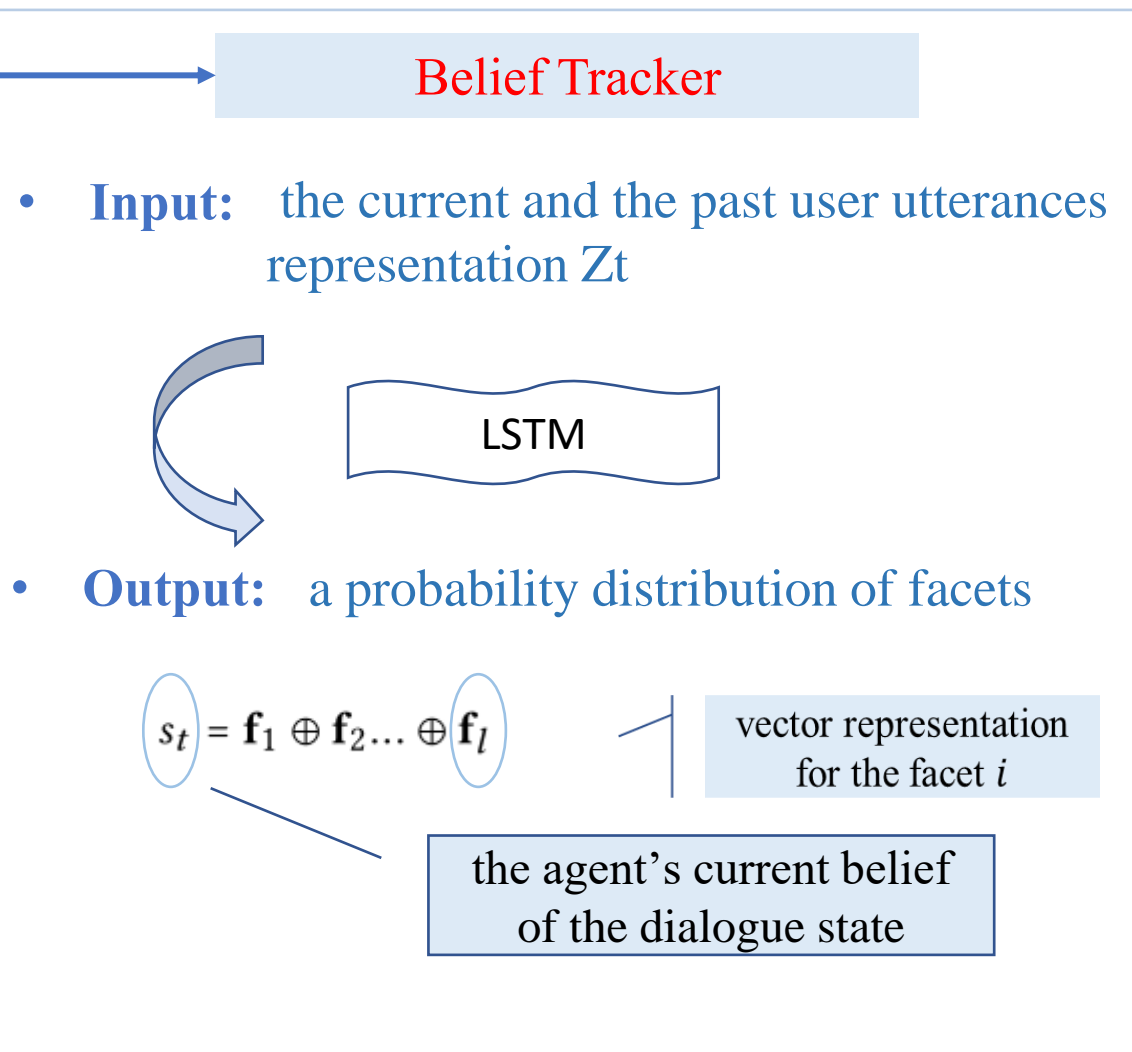 Belief Tracker
• Input: the current and the past user utterances
representation Zt
LSTM
• Output: a probability distribution of facets
s_t = f_1 ⊕ f_2... ⊕ f_l
vector representation
for the facet i
the agent’s current belief
of the dialogue state